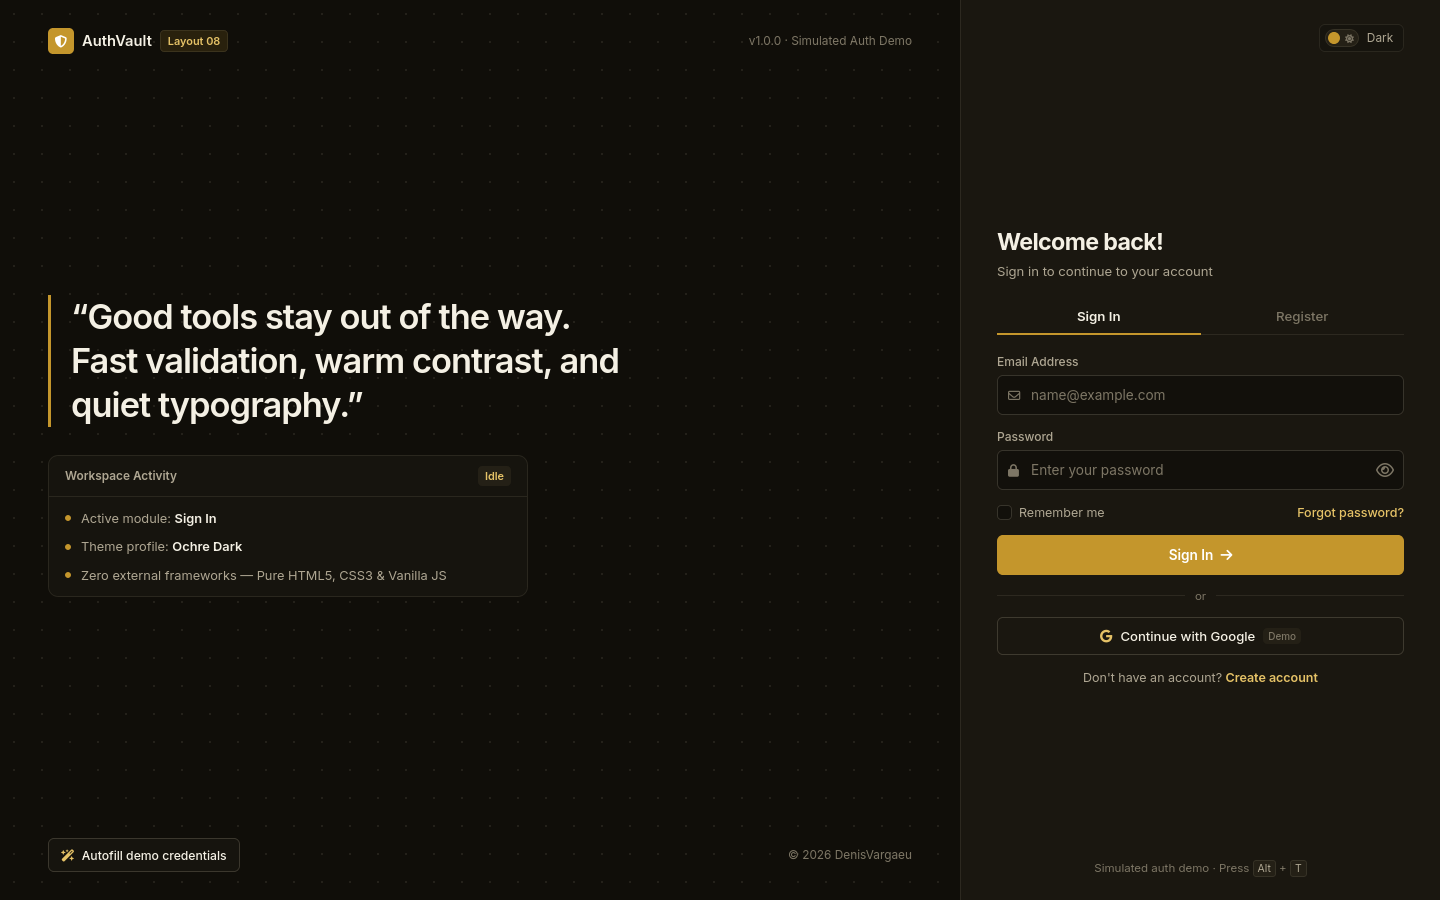 AuthVault Layout 08
v1.0.0 · Simulated Auth Demo
“Good tools stay out of the way.
Fast validation, warm contrast, and
quiet typography.”
Workspace Activity Idle
Active module: Sign In
Theme profile: Ochre Dark
Zero external frameworks — Pure HTML5, CSS3 & Vanilla JS
Autofill demo credentials
© 2026 DenisVargaeu
Dark
Welcome back!
Sign in to continue to your account
Sign In Register
Email Address
name@example.com
Password
Enter your password
Remember me Forgot password?
Sign In
or
Continue with Google Demo
Don't have an account? Create account
Simulated auth demo · Press Alt + T